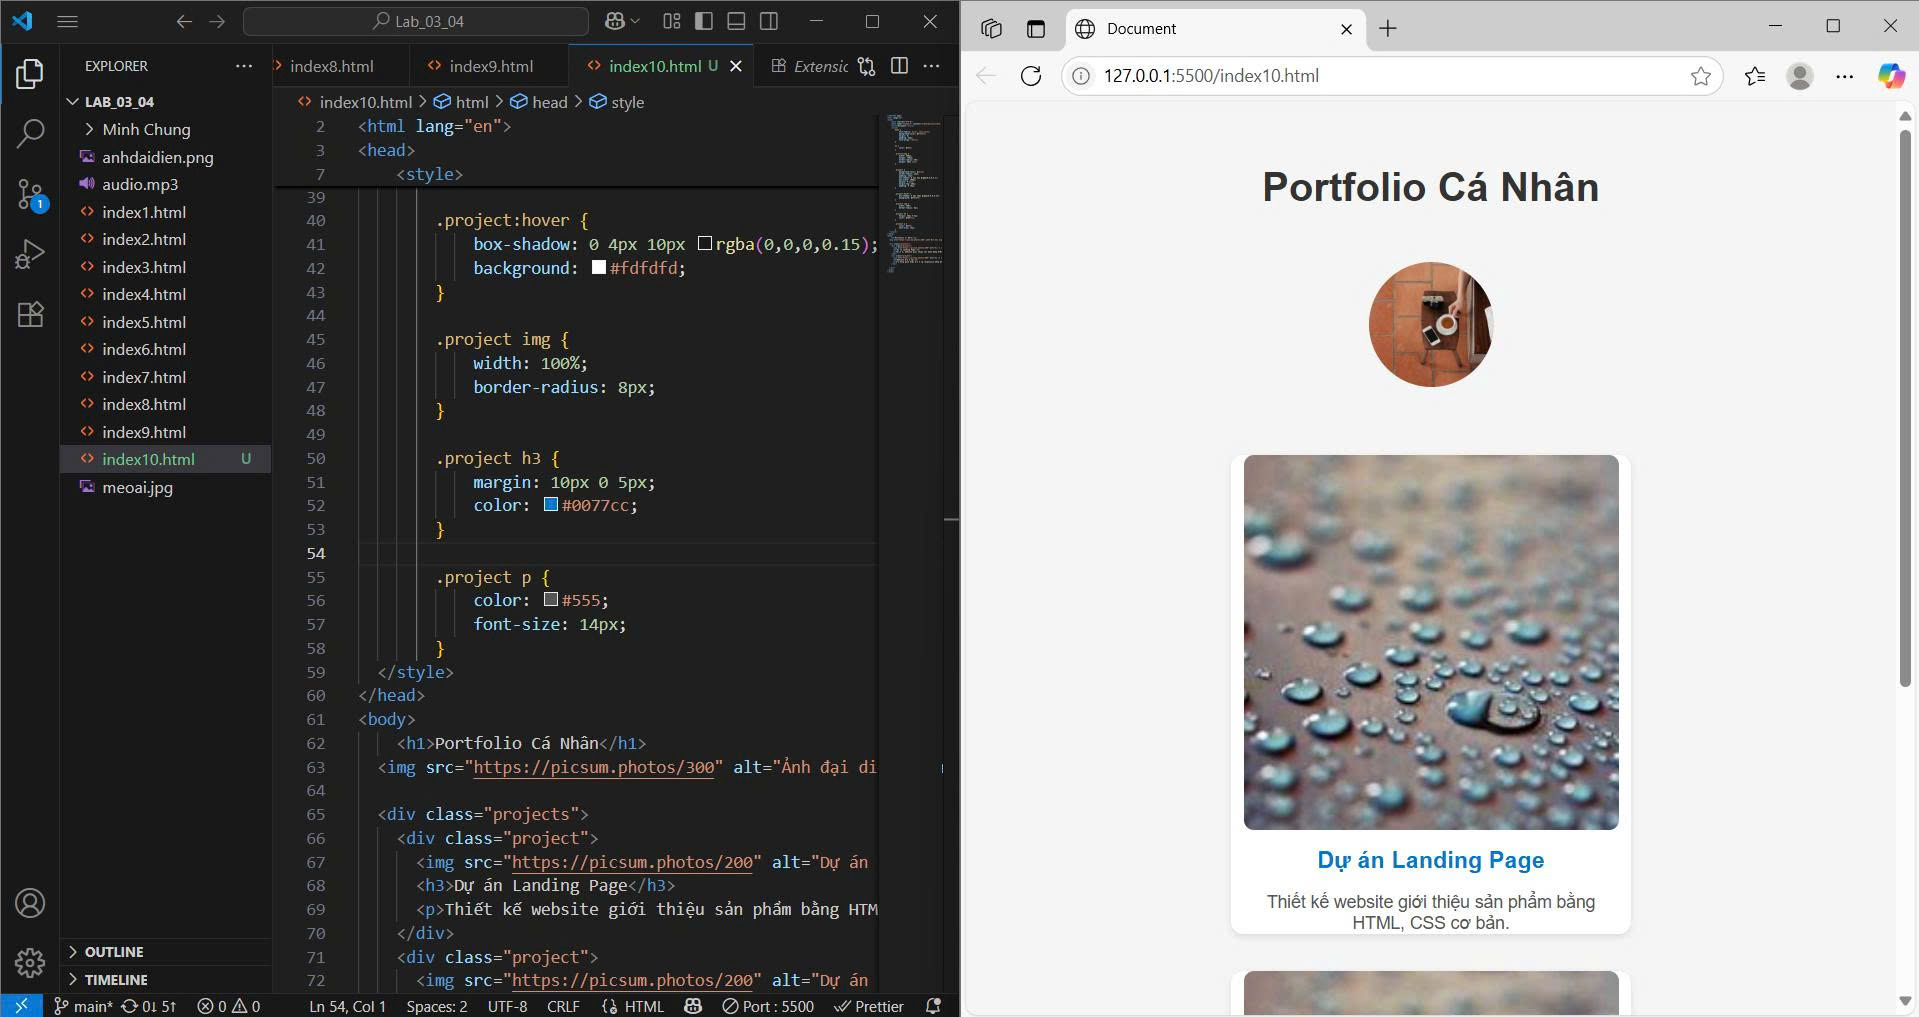 Lab_03_04
EXPLORER
LAB_03_04
Minh Chung
anhdaidien.png
audio.mp3
index1.html
index2.html
index3.html
index4.html
index5.html
index6.html
index7.html
index8.html
index9.html
index10.html U
meoai.jpg
OUTLINE
TIMELINE
1
index8.html
index9.html
index10.html U
Extensic
index10.html > html > head > style
2 <html lang="en">
3 <head>
7 <style>
39
40 .project:hover {
41 box-shadow: 0 4px 10px rgba(0,0,0,0.15);
42 background: #fdfdfd;
43 }
44
45 .project img {
46 width: 100%;
47 border-radius: 8px;
48 }
49
50 .project h3 {
51 margin: 10px 0 5px;
52 color: #0077cc;
53 }
54
55 .project p {
56 color: #555;
57 font-size: 14px;
58 }
59 </style>
60 </head>
61 <body>
62 <h1>Portfolio Cá Nhân</h1>
63 <img src="https://picsum.photos/300" alt="Ảnh đại di
64
65 <div class="projects">
66 <div class="project">
67 <img src="https://picsum.photos/200" alt="Dự án
68 <h3>Dự án Landing Page</h3>
69 <p>Thiết kế website giới thiệu sản phẩm bằng HTM
70 </div>
71 <div class="project">
72 <img src="https://picsum.photos/200" alt="Dự án
main* 0↓ 5↑ 0 0 Ln 54, Col 1 Spaces: 2 UTF-8 CRLF {} HTML Port : 5500 Prettier
Document
127.0.0.1:5500/index10.html
Portfolio Cá Nhân
Dự án Landing Page
Thiết kế website giới thiệu sản phẩm bằng
HTML, CSS cơ bản.